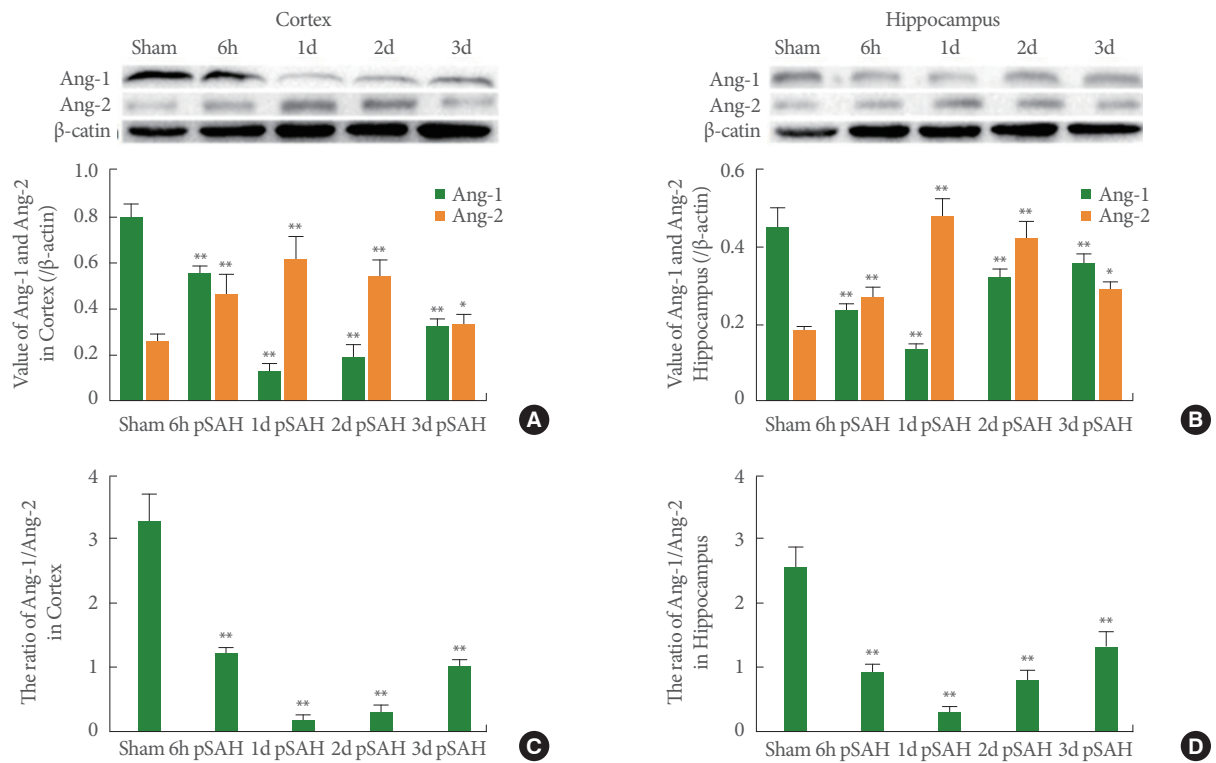 Cortex
Sham 6h 1d 2d 3d
Ang-1
Ang-2
β-catin
Value of Ang-1 and Ang-2
in Cortex (/β-actin)
1.0
0.8
0.6
0.4
0.2
0
Ang-1
Ang-2
** ** ** ** ** ** ** *
Sham 6h pSAH 1d pSAH 2d pSAH 3d pSAH
A
Hippocampus
Sham 6h 1d 2d 3d
Ang-1
Ang-2
β-catin
Value of Ang-1 and Ang-2
Hippocampus (/β-actin)
0.6
0.4
0.2
0
Ang-1
Ang-2
** ** ** ** ** ** ** *
Sham 6h pSAH 1d pSAH 2d pSAH 3d pSAH
B
The ratio of Ang-1/Ang-2
in Cortex
4
3
2
1
0
** ** ** **
Sham 6h pSAH 1d pSAH 2d pSAH 3d pSAH
C
The ratio of Ang-1/Ang-2
in Hippocampus
4
3
2
1
0
** ** ** **
Sham 6h pSAH 1d pSAH 2d pSAH 3d pSAH
D